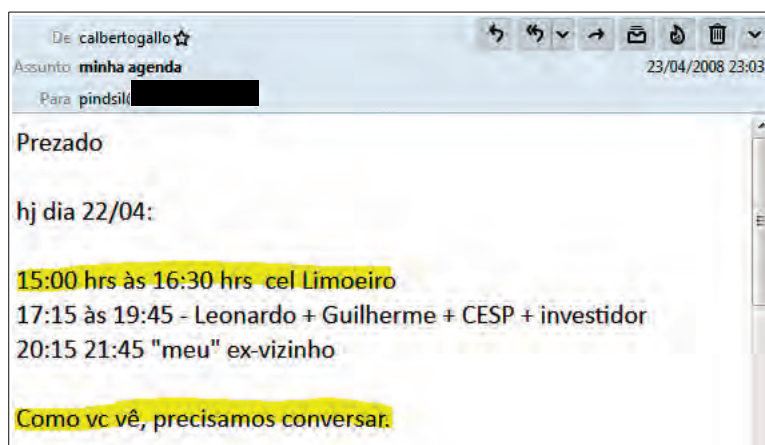 De calbertogallo
Assunto minha agenda
23/04/2008 23:03
Para pindsil(
Prezado
hj dia 22/04:
15:00 hrs às 16:30 hrs cel Limoeiro
17:15 às 19:45 - Leonardo + Guilherme + CESP + investidor
20:15 21:45 "meu" ex-vizinho
Como vc vê, precisamos conversar.